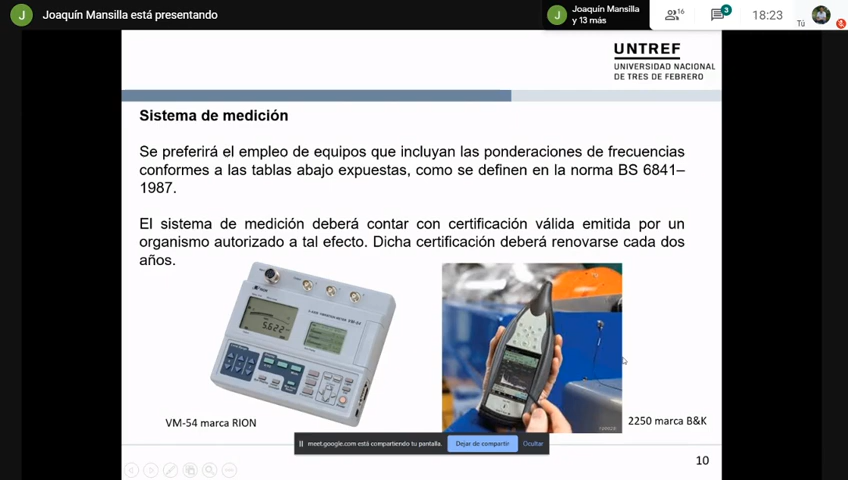 J
Joaquín Mansilla está presentando
J
Joaquín Mansilla
y 13 más
16
3
18:23
Tú
UNTREF
UNIVERSIDAD NACIONAL
DE TRES DE FEBRERO
Sistema de medición
Se preferirá el empleo de equipos que incluyan las ponderaciones de frecuencias
conformes a las tablas abajo expuestas, como se definen en la norma BS 6841–
1987.
El sistema de medición deberá contar con certificación válida emitida por un
organismo autorizado a tal efecto. Dicha certificación deberá renovarse cada dos
años.
VM-54 marca RION
2250 marca B&K
meet.google.com está compartiendo tu pantalla.
Dejar de compartir
Ocultar
10